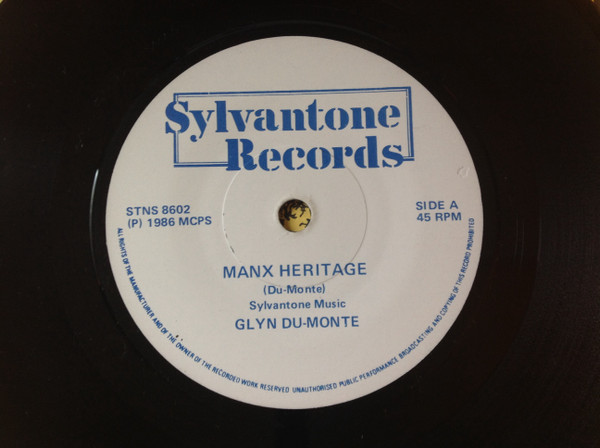 Sylvantone
Records
STNS 8602
(P) 1986 MCPS
SIDE A
45 RPM
MANX HERITAGE
(Du-Monte)
Sylvantone Music
GLYN DU-MONTE
ALL RIGHTS OF THE MANUFACTURER AND OF THE OWNER OF THE RECORDED WORK RESERVED UNAUTHORISED PUBLIC PERFORMANCE BROADCASTING AND COPYING OF THIS RECORD PROHIBITED